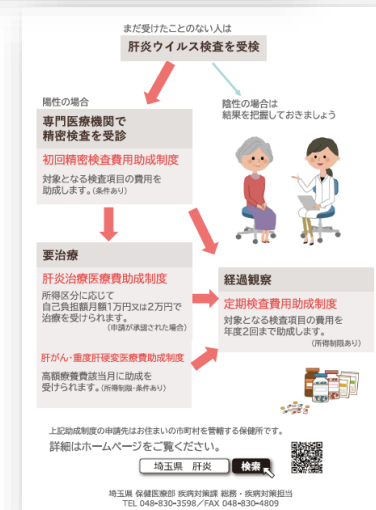 まだ受けたことのない人は
肝炎ウイルス検査を受検
陽性の場合
専門医療機関で
精密検査を受診
初回精密検査費用助成制度
対象となる検査項目の費用を
助成します。(条件あり)
陰性の場合は
結果を把握しておきましょう
要治療
肝炎治療医療費助成制度
所得区分に応じて
自己負担額月額1万円又は2万円で
治療を受けられます。
(申請が承認された場合)
肝がん・重度肝硬変医療費助成制度
高額療養費該当月に助成を
受けられます。(所得制限・条件あり)
経過観察
定期検査費用助成制度
対象となる検査項目の費用を
年度2回まで助成します。
(所得制限あり)
上記助成制度の申請先はお住まいの市町村を管轄する保健所です。
詳細はホームページをご覧ください。
埼玉県 肝炎 検索
埼玉県 保健医療部 疾病対策課 総務・疾病対策担当
TEL 048-830-3598/FAX 048-830-4809